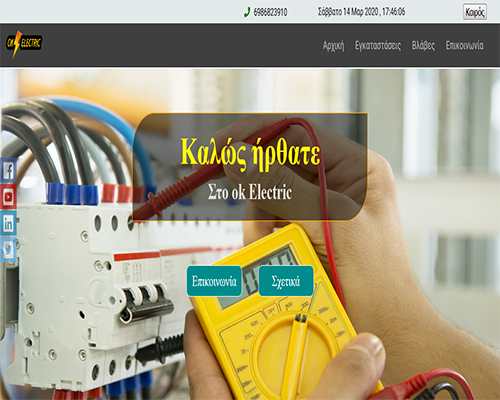 6986823910
Σάββατο 14 Μαρ 2020 , 17:46:06
Καιρός
OK ELECTRIC
Αρχική Εγκαταστάσεις Βλάβες Επικοινωνία
Καλώς ήρθατε
Στο ok Electric
Επικοινωνία
Σχετικά
OFF